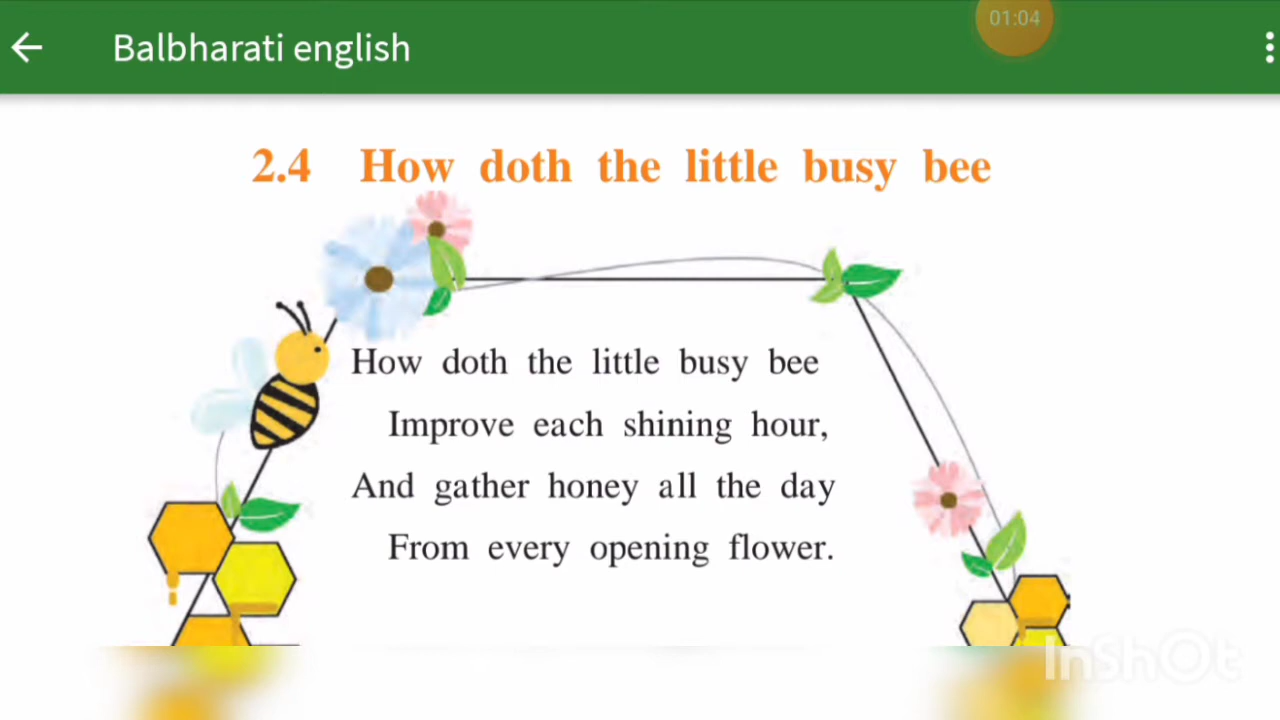 01:04
Balbharati english
2.4 How doth the little busy bee
How doth the little busy bee
Improve each shining hour,
And gather honey all the day
From every opening flower.
InShOt